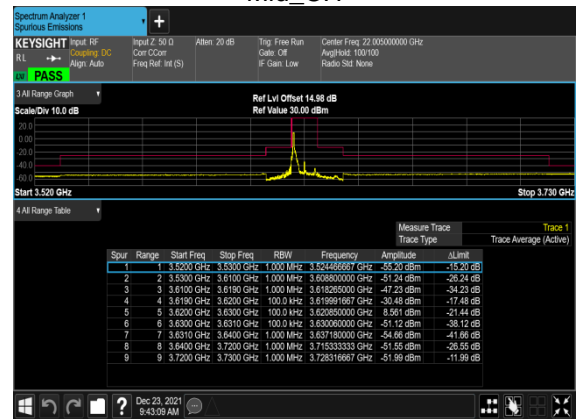 Spectrum Analyzer 1
Spurious Emissions
+
KEYSIGHT Input: RF Input Z: 50 Ω Atten: 20 dB Trig: Free Run Center Freq: 22.005000000 GHz
RL Coupling: DC Corr CCorr Gate: Off Avg|Hold: 100/100
Align: Auto Freq Ref: Int (S) IF Gain: Low Radio Std: None
PASS
3 All Range Graph
Ref Lvl Offset 14.98 dB
Scale/Div 10.0 dB Ref Value 30.00 dBm
20.0
0.00
-20.0
-40.0
-60.0
Start 3.520 GHz Stop 3.730 GHz
4 All Range Table
Measure Trace Trace 1
Trace Type Trace Average (Active)
Spur Range Start Freq Stop Freq RBW Frequency Amplitude ΔLimit
1 1 3.5200 GHz 3.5300 GHz 1.000 MHz 3.524466667 GHz -55.20 dBm -15.20 dB
2 2 3.5300 GHz 3.6100 GHz 1.000 MHz 3.608800000 GHz -51.24 dBm -26.24 dB
3 3 3.6100 GHz 3.6190 GHz 1.000 MHz 3.618265000 GHz -47.23 dBm -34.23 dB
4 4 3.6190 GHz 3.6200 GHz 100.0 kHz 3.619991667 GHz -30.48 dBm -17.48 dB
5 5 3.6200 GHz 3.6300 GHz 100.0 kHz 3.620850000 GHz 8.561 dBm -21.44 dB
6 6 3.6300 GHz 3.6310 GHz 100.0 kHz 3.630060000 GHz -51.12 dBm -38.12 dB
7 7 3.6310 GHz 3.6400 GHz 1.000 MHz 3.637180000 GHz -54.66 dBm -41.66 dB
8 8 3.6400 GHz 3.7200 GHz 1.000 MHz 3.715333333 GHz -51.55 dBm -26.55 dB
9 9 3.7200 GHz 3.7300 GHz 1.000 MHz 3.728316667 GHz -51.99 dBm -11.99 dB
? Dec 23, 2021
9:43:09 AM